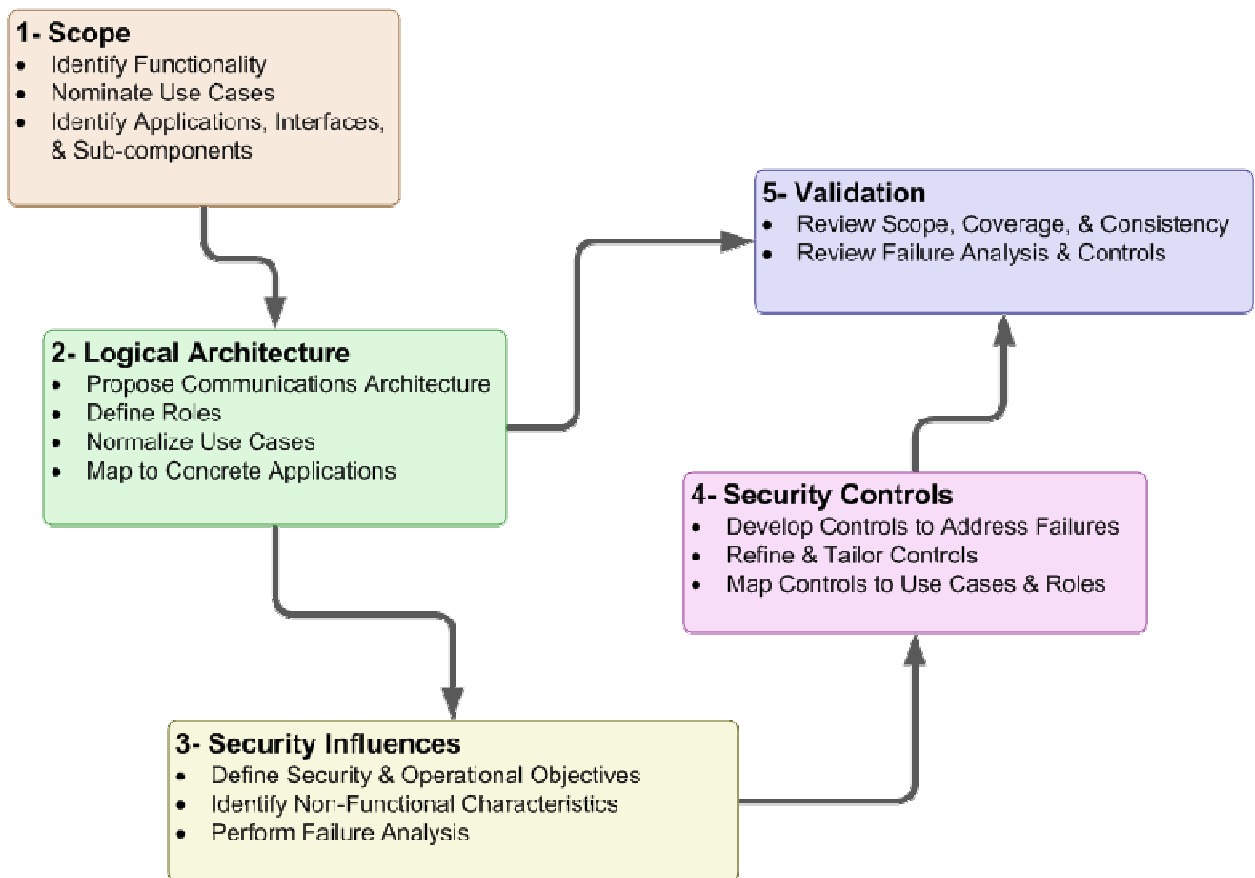 1- Scope
• Identify Functionality
• Nominate Use Cases
• Identify Applications, Interfaces,
& Sub-components
2- Logical Architecture
• Propose Communications Architecture
• Define Roles
• Normalize Use Cases
• Map to Concrete Applications
3- Security Influences
• Define Security & Operational Objectives
• Identify Non-Functional Characteristics
• Perform Failure Analysis
4- Security Controls
• Develop Controls to Address Failures
• Refine & Tailor Controls
• Map Controls to Use Cases & Roles
5- Validation
• Review Scope, Coverage, & Consistency
• Review Failure Analysis & Controls